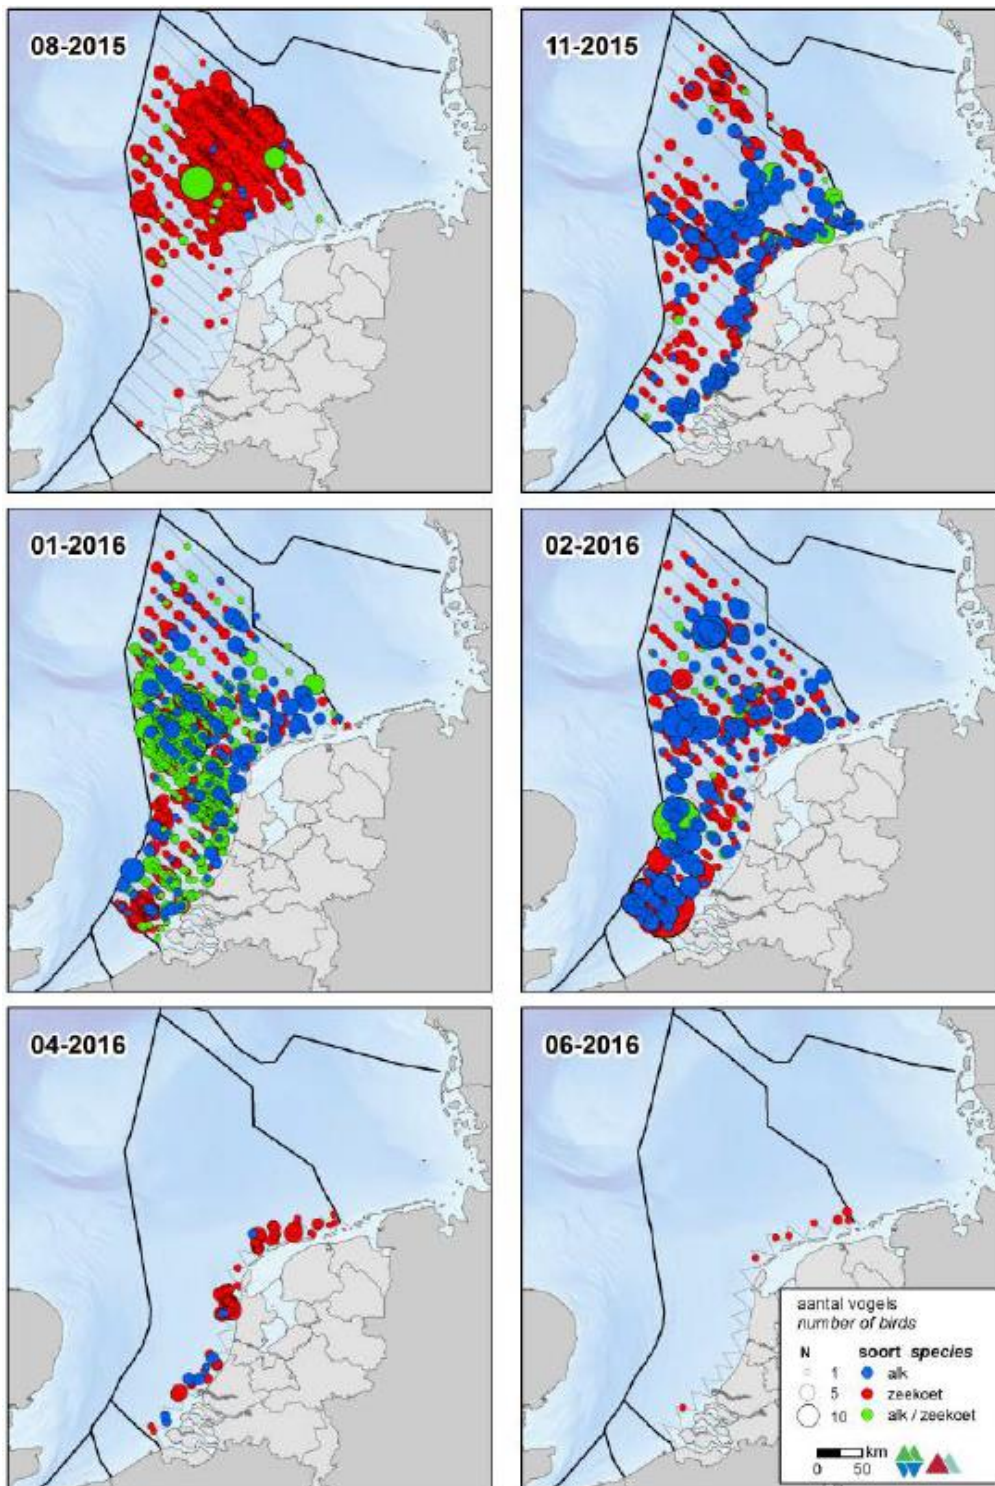 08-2015
11-2015
01-2016
02-2016
04-2016
06-2016
aantal vogels
number of birds
N soort species
1 alk
5 zeekoet
10 alk / zeekoet
km
0 50